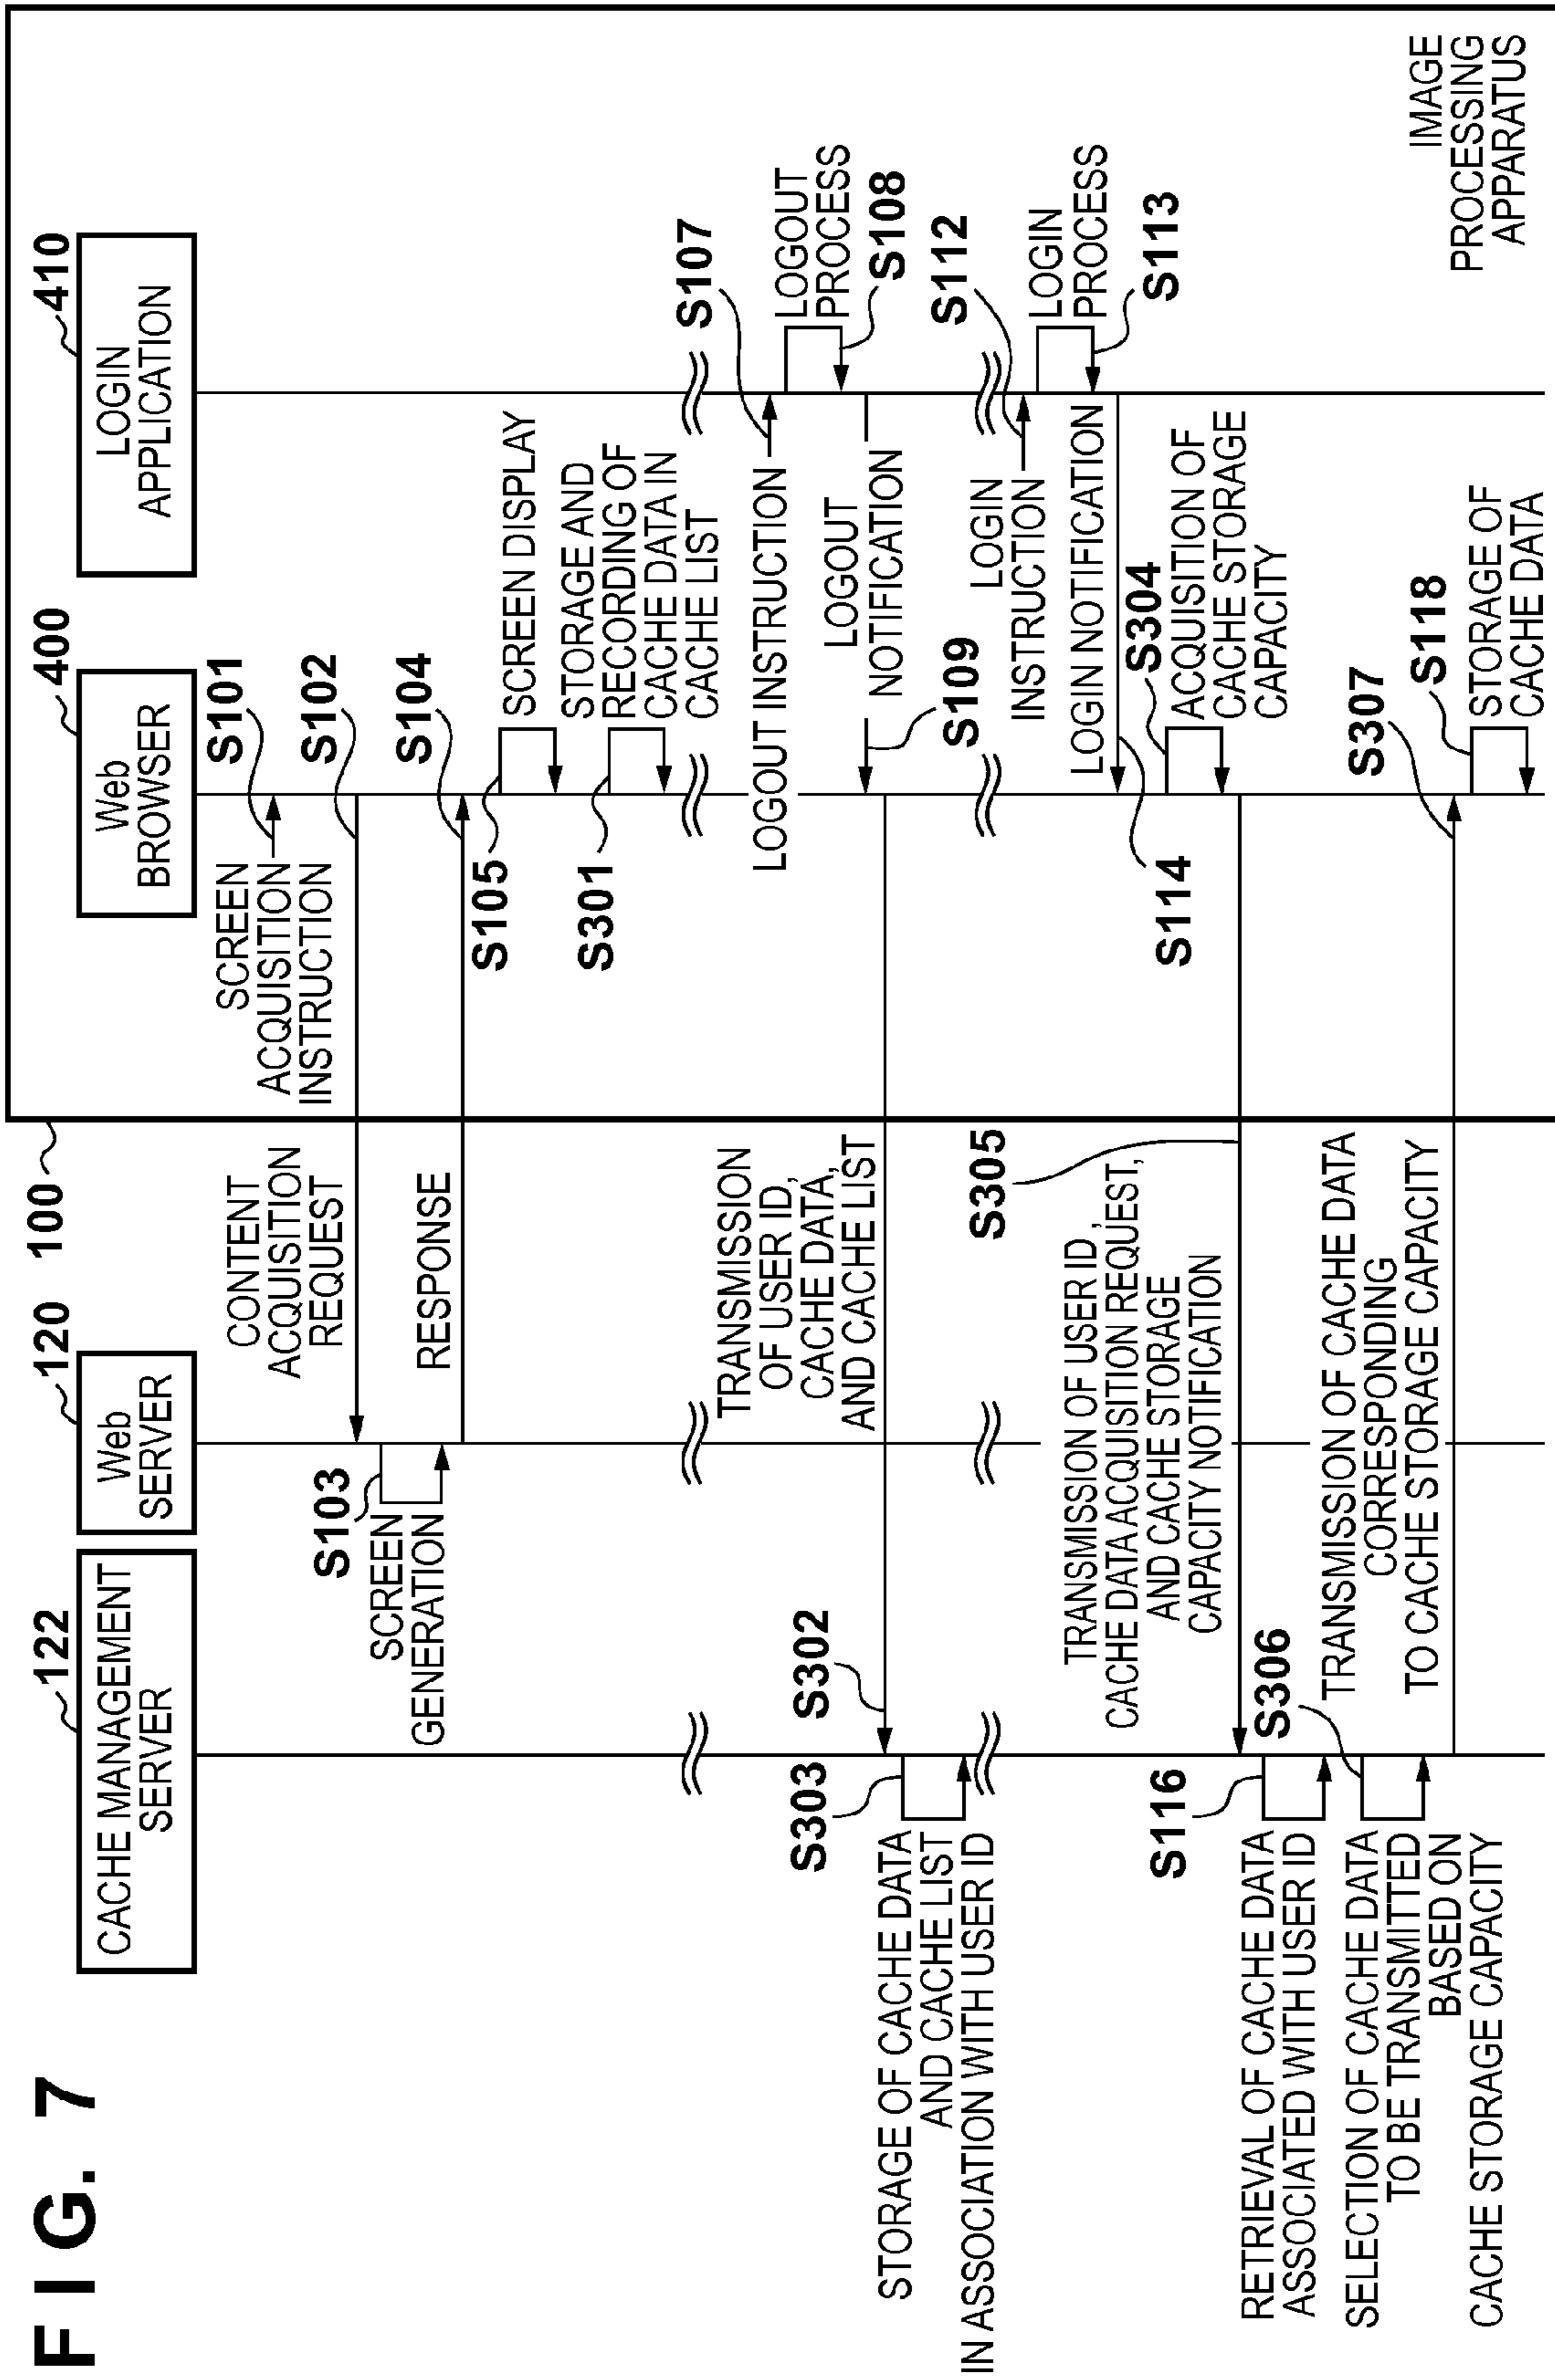 FIG. 7
CACHE MANAGEMENT
SERVER
122
Web
SERVER
120
100
Web
BROWSER
400
LOGIN
APPLICATION
410
SCREEN
ACQUISITION
INSTRUCTION
S101
CONTENT
ACQUISITION
REQUEST
S102
S103
SCREEN
GENERATION
RESPONSE
S104
S105
SCREEN DISPLAY
S301
STORAGE AND
RECORDING OF
CACHE DATA IN
CACHE LIST
LOGOUT INSTRUCTION
S107
LOGOUT
PROCESS
S108
LOGOUT
NOTIFICATION
S109
TRANSMISSION
OF USER ID,
CACHE DATA,
AND CACHE LIST
S302
S303
STORAGE OF CACHE DATA
AND CACHE LIST
IN ASSOCIATION WITH USER ID
LOGIN
INSTRUCTION
S112
LOGIN
PROCESS
S113
LOGIN NOTIFICATION
S114
S304
ACQUISITION OF
CACHE STORAGE
CAPACITY
S305
TRANSMISSION OF USER ID,
CACHE DATA ACQUISITION REQUEST,
AND CACHE STORAGE
CAPACITY NOTIFICATION
S116
RETRIEVAL OF CACHE DATA
ASSOCIATED WITH USER ID
S306
SELECTION OF CACHE DATA
TO BE TRANSMITTED
BASED ON
CACHE STORAGE CAPACITY
TRANSMISSION OF CACHE DATA
CORRESPONDING
TO CACHE STORAGE CAPACITY
S307
S118
STORAGE OF
CACHE DATA
IMAGE
PROCESSING
APPARATUS